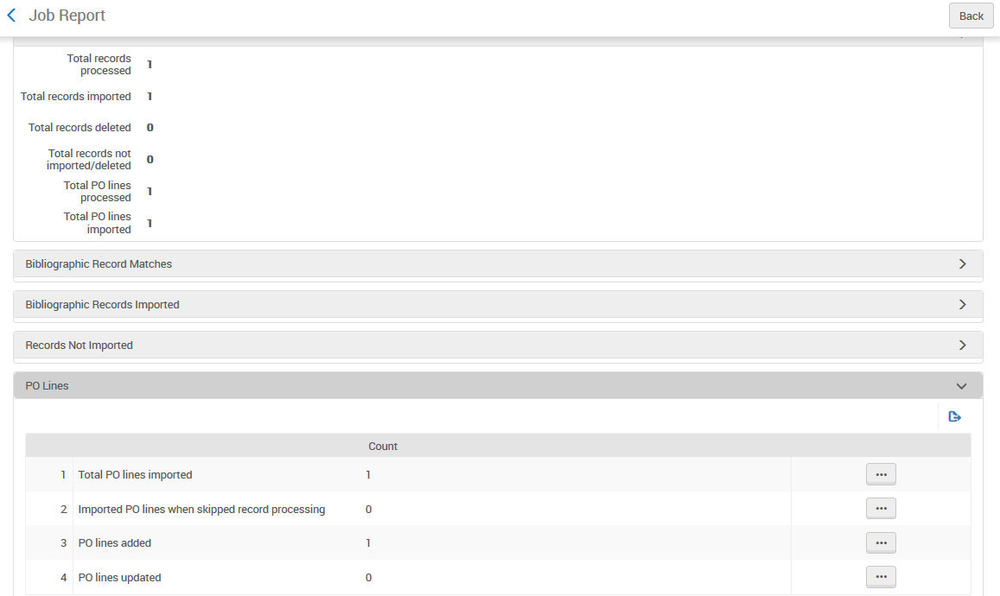 Job Report
Back
Total records
processed
1
Total records imported
1
Total records deleted
0
Total records not
imported/deleted
0
Total PO lines
processed
1
Total PO lines
imported
1
Bibliographic Record Matches
Bibliographic Records Imported
Records Not Imported
PO Lines
Count
1 Total PO lines imported 1
2 Imported PO lines when skipped record processing 0
3 PO lines added 1
4 PO lines updated 0